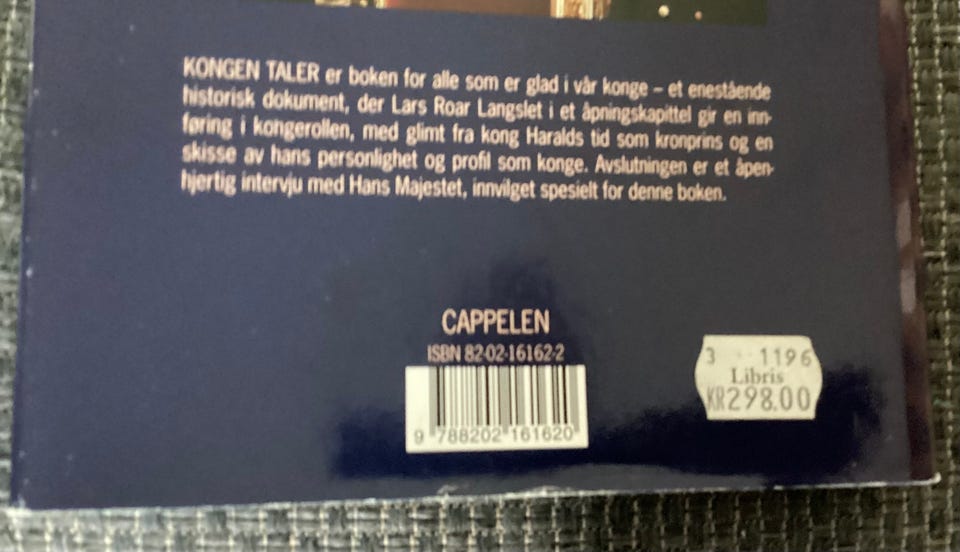 KONGEN TALER er boken for alle som er glad i vår konge – et enestående
historisk dokument, der Lars Roar Langslet i et åpningskapittel gir en inn-
føring i kongerollen, med glimt fra kong Haralds tid som kronprins og en
skisse av hans personlighet og profil som konge. Avslutningen er et åpen-
hjertig intervju med Hans Majestet, innvilget spesielt for denne boken.
CAPPELEN
ISBN 82-02-16162-2
9 788202 161620
3 1196
Libris
KR298.00